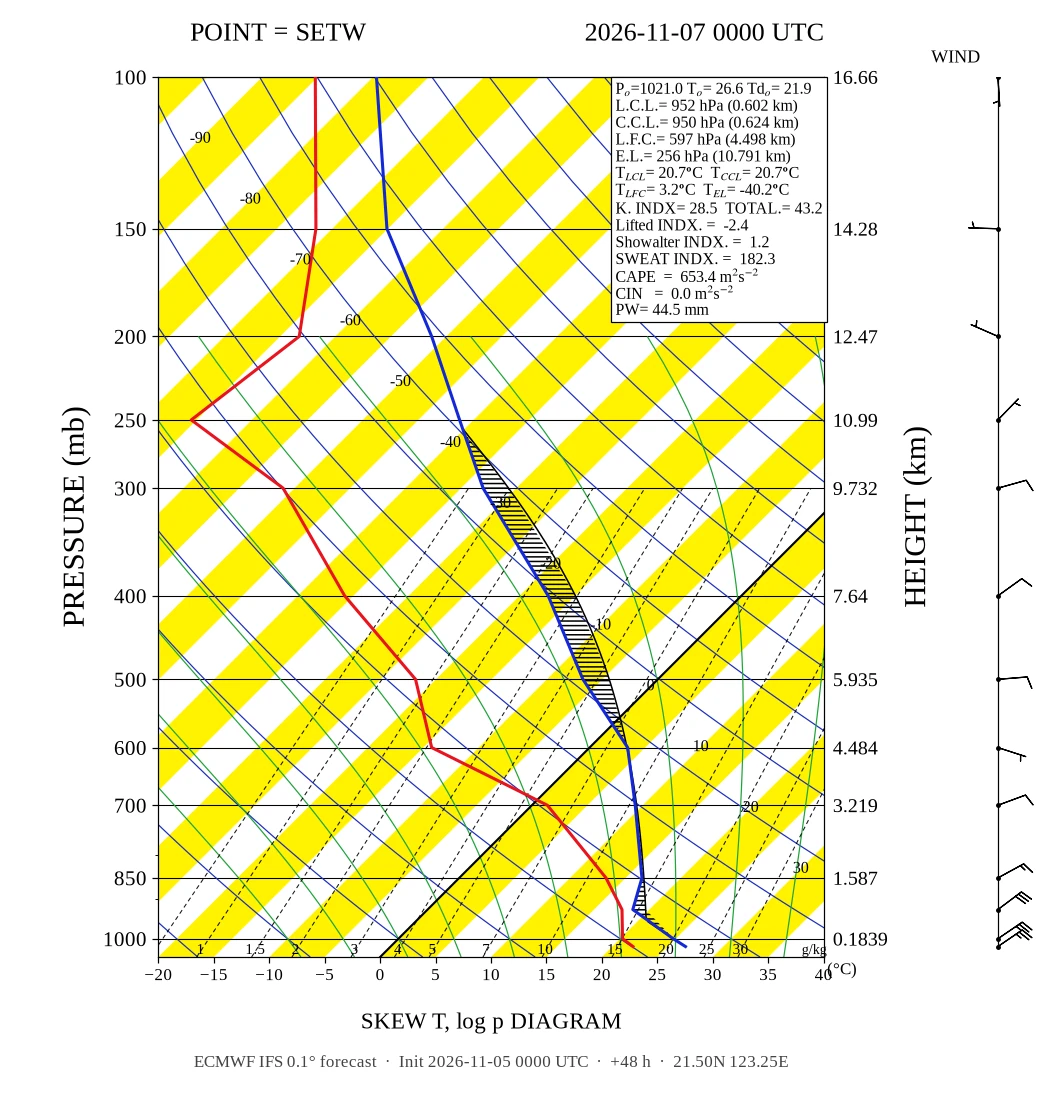 POINT = SETW
2026-11-07 0000 UTC
WIND
Pₒ=1021.0 Tₒ= 26.6 Tdₒ= 21.9
L.C.L.= 952 hPa (0.602 km)
C.C.L.= 950 hPa (0.624 km)
L.F.C.= 597 hPa (4.498 km)
E.L.= 256 hPa (10.791 km)
T_LCL= 20.7°C T_CCL= 20.7°C
T_LFC= 3.2°C T_EL= -40.2°C
K. INDX= 28.5 TOTAL.= 43.2
Lifted INDX. = -2.4
Showalter INDX. = 1.2
SWEAT INDX. = 182.3
CAPE = 653.4 m²s⁻²
CIN = 0.0 m²s⁻²
PW= 44.5 mm
100 16.66
-90
-80
150 14.28
-70
-60
200 12.47
-50
250 10.99
-40
300 9.732
-20
400 7.64
-10
500 5.935
0
10
600 4.484
700 3.219
20
30
850 1.587
1000 0.1839
PRESSURE (mb)
HEIGHT (km)
1 1.5 2 3 4 5 7 10 15 20 25 30 g/kg
−20 −15 −10 −5 0 5 10 15 20 25 30 35 40 (°C)
SKEW T, log p DIAGRAM
ECMWF IFS 0.1° forecast · Init 2026-11-05 0000 UTC · +48 h · 21.50N 123.25E